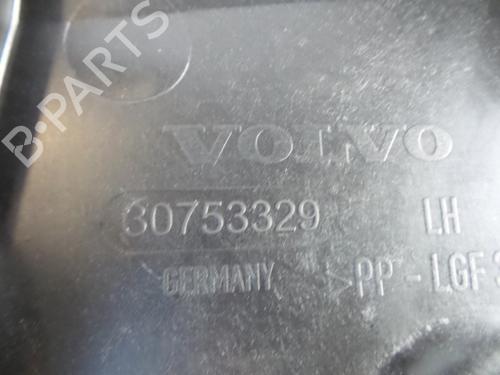 B-PARTS
VOLVO
30753329 LH
GERMANY >PP-LGF